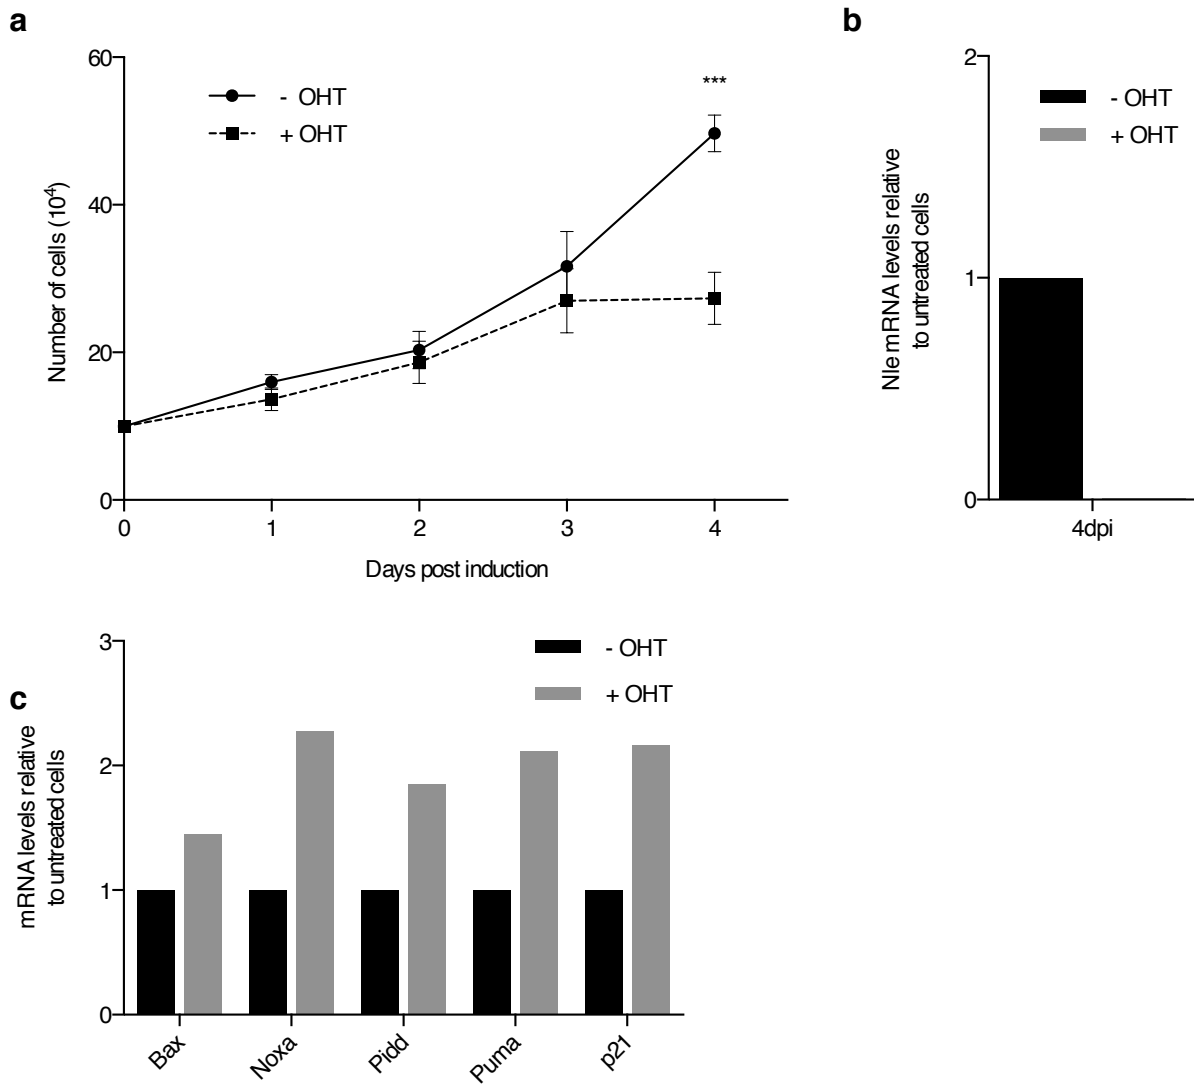 a
60
40
20
0
Number of cells (10⁴)
- OHT
+ OHT
***
0 1 2 3 4
Days post induction
b
2
1
0
Nle mRNA levels relative
to untreated cells
- OHT
+ OHT
4dpi
c
3
2
1
0
mRNA levels relative
to untreated cells
- OHT
+ OHT
Bax Noxa Pidd Puma p21